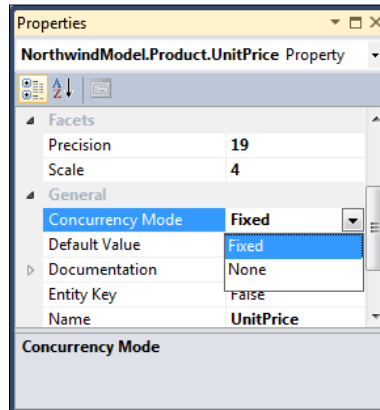 Properties
NorthwindModel.Product.UnitPrice Property
Facets
Precision 19
Scale 4
General
Concurrency Mode Fixed
Default Value Fixed
Documentation None
Entity Key False
Name UnitPrice
Concurrency Mode